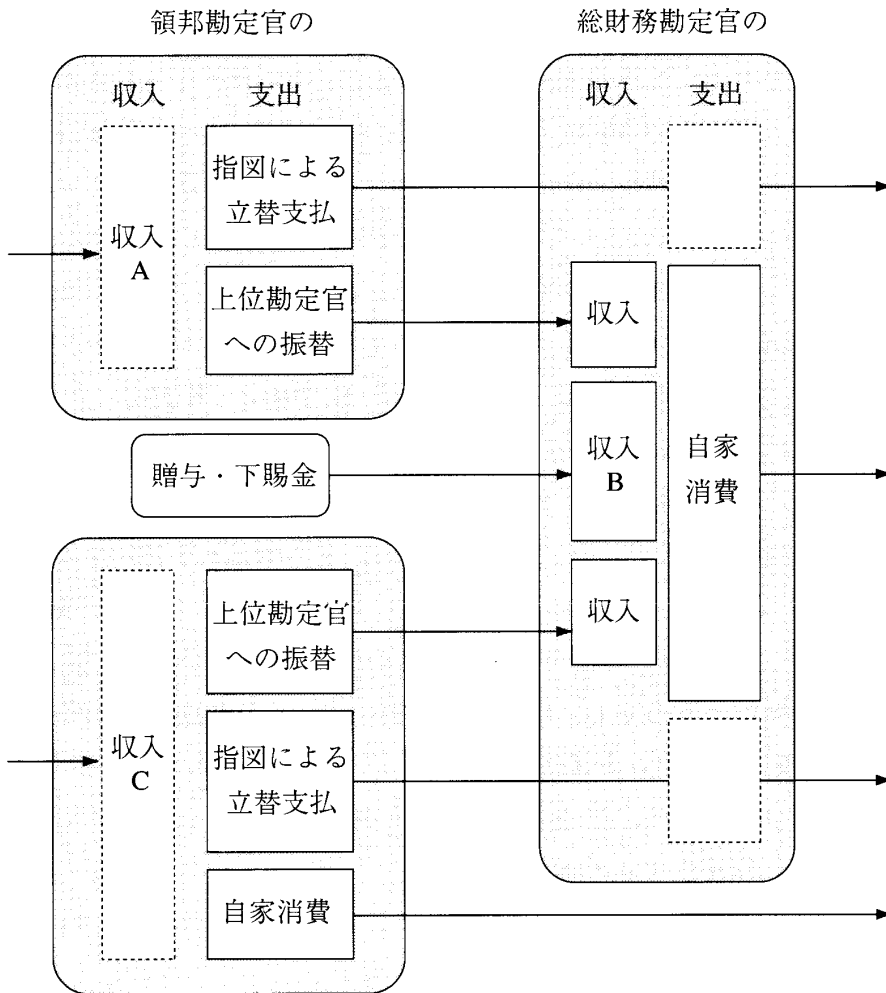 領邦勘定官の
収入
支出
収入
A
指図による
立替支払
上位勘定官
への振替
贈与・下賜金
収入
C
上位勘定官
への振替
指図による
立替支払
自家消費
総財務勘定官の
収入
支出
収入
収入
B
収入
自家
消費